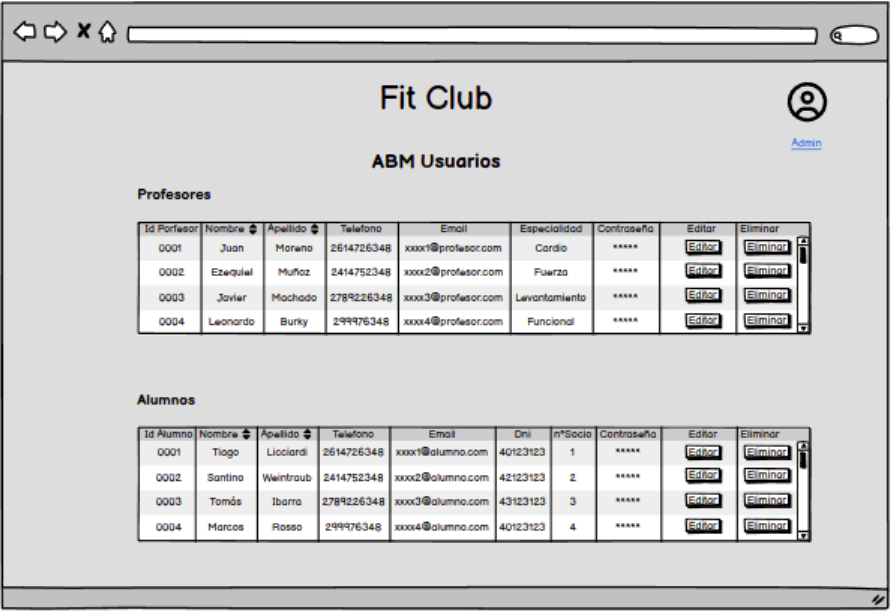 Fit Club
Admin
ABM Usuarios
Profesores
Id Porfesor Nombre Apellido Telefono Email Especialidad Contraseña Editar Eliminar
0001 Juan Moreno 2614726348 xxxx1@profesor.com Cardio ***** Editar Eliminar
0002 Ezequiel Muñoz 2414752348 xxxx2@profesor.com Fuerza ***** Editar Eliminar
0003 Javier Machado 2789226348 xxxx3@profesor.com Levantamiento ***** Editar Eliminar
0004 Leonardo Burky 299976348 xxxx4@profesor.com Funcional ***** Editar Eliminar
Alumnos
Id Alumno Nombre Apellido Telefono Email Dni nºSocio Contraseña Editar Eliminar
0001 Tiago Licciardi 2614726348 xxxx1@alumno.com 40123123 1 ***** Editar Eliminar
0002 Santino Weintraub 2414752348 xxxx2@alumno.com 42123123 2 ***** Editar Eliminar
0003 Tomás Ibarra 2789226348 xxxx3@alumno.com 43123123 3 ***** Editar Eliminar
0004 Marcos Rosso 299976348 xxxx4@alumno.com 40123123 4 ***** Editar Eliminar